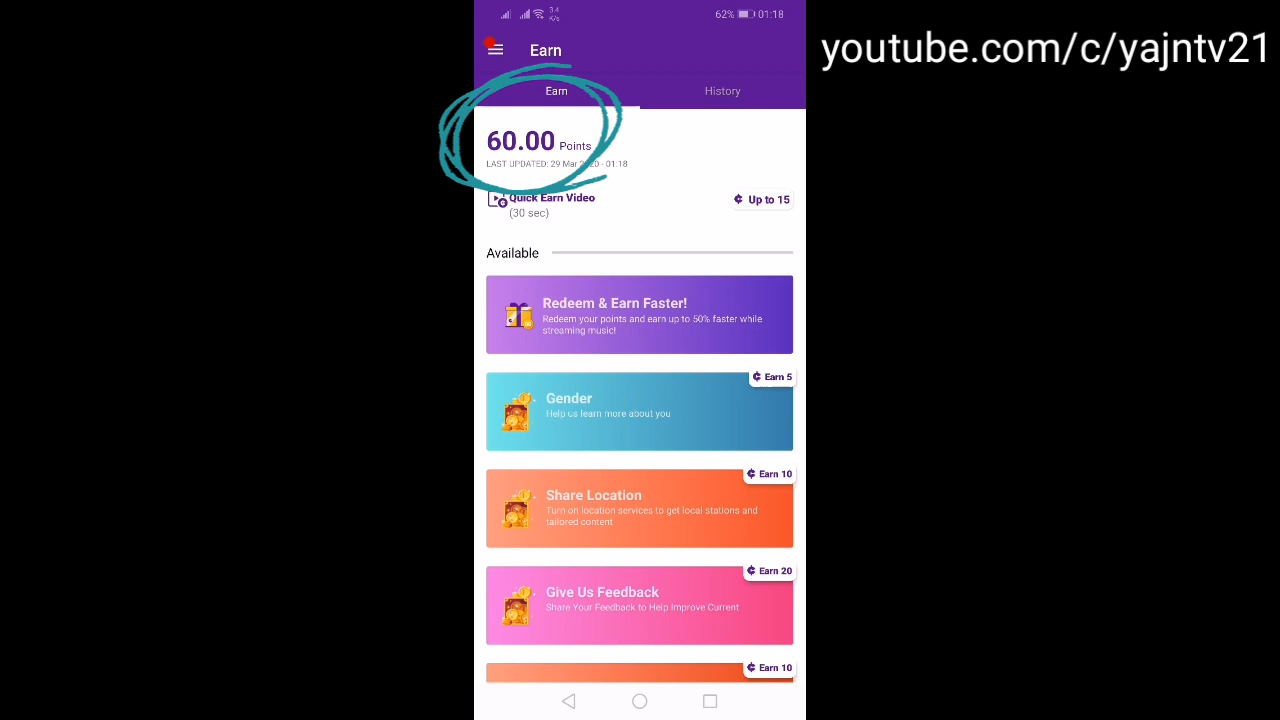 3.4
K/s
62% 01:18
youtube.com/c/yajntv21
Earn
Earn
History
60.00 Points
LAST UPDATED: 29 Mar 2020 - 01:18
Quick Earn Video
(30 sec)
Up to 15
Available
Redeem & Earn Faster!
Redeem your points and earn up to 50% faster while
streaming music!
Earn 5
Gender
Help us learn more about you
Earn 10
Share Location
Turn on location services to get local stations and
tailored content
Earn 20
Give Us Feedback
Share Your Feedback to Help Improve Current
Earn 10